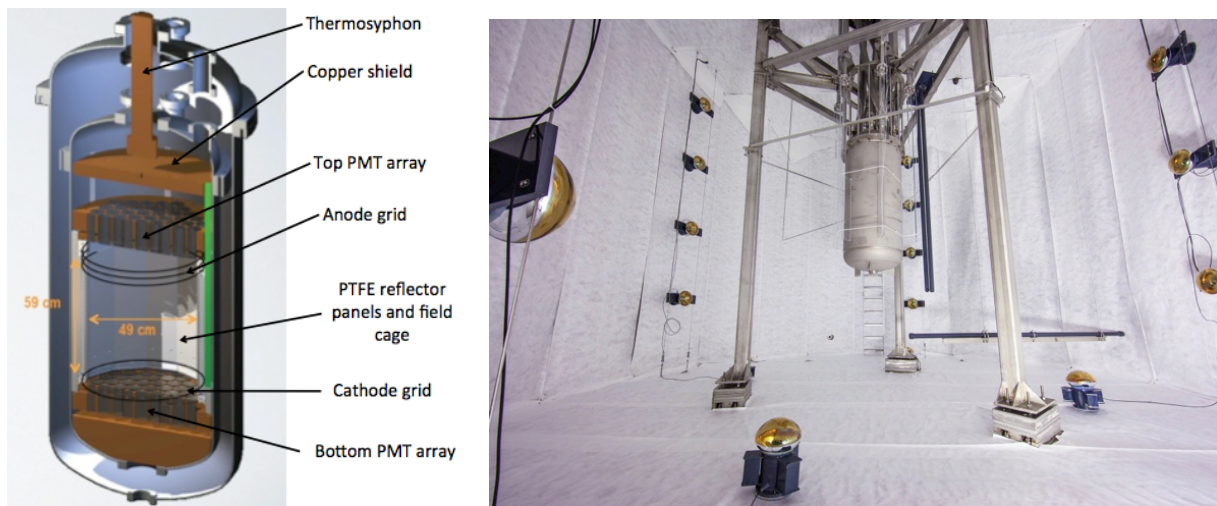 Thermosyphon
Copper shield
Top PMT array
Anode grid
59 cm
49 cm
PTFE reflector
panels and field
cage
Cathode grid
Bottom PMT array